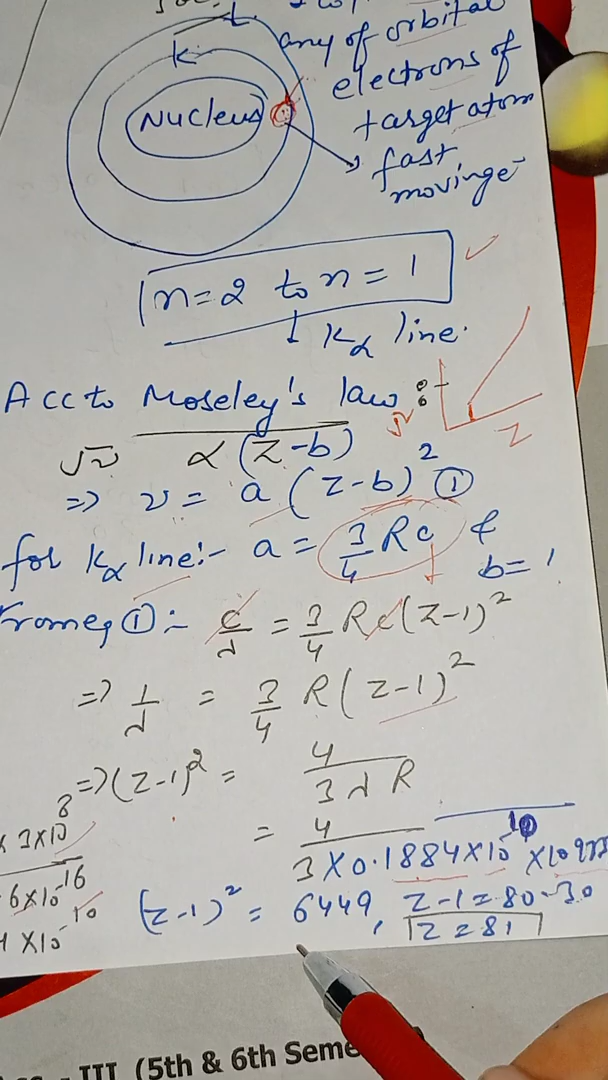 any of orbital
K L
electrons of
Nucleus
target atom
fast
moving e-
n=2 to n=1
↓ Kα line.
Acc to Moseley's law :
√ν
Z
√ν ∝ (Z-b)
=> ν = a (Z-b)² ①
for Kα line:- a = 3/4 Rc &
b=1
From eq ①:- c/λ = 3/4 Rc(Z-1)²
=> 1/λ = 3/4 R(Z-1)²
=> (Z-1)² = 4/3λR
= 4/3×0.1884×10⁻¹⁰
(Z-1)² = 6449, Z-1=80.30
Z=81
- III (5th & 6th Seme